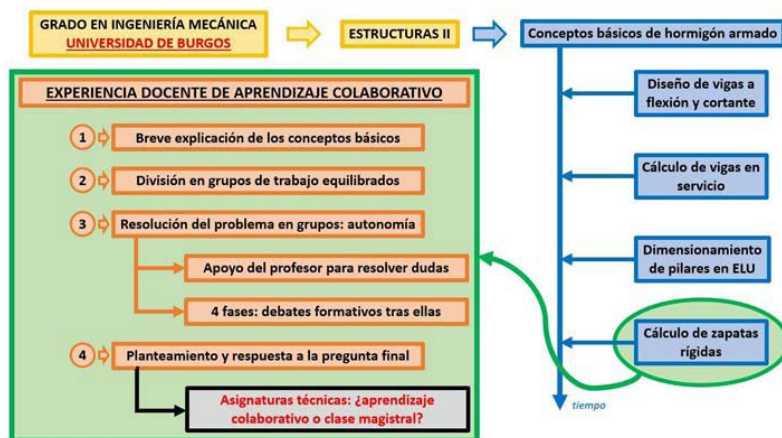 GRADO EN INGENIERÍA MECÁNICA
UNIVERSIDAD DE BURGOS
ESTRUCTURAS II
Conceptos básicos de hormigón armado
EXPERIENCIA DOCENTE DE APRENDIZAJE COLABORATIVO
1 Breve explicación de los conceptos básicos
2 División en grupos de trabajo equilibrados
3 Resolución del problema en grupos: autonomía
Apoyo del profesor para resolver dudas
4 fases: debates formativos tras ellas
4 Planteamiento y respuesta a la pregunta final
Asignaturas técnicas: ¿aprendizaje
colaborativo o clase magistral?
Diseño de vigas a
flexión y cortante
Cálculo de vigas en
servicio
Dimensionamiento
de pilares en ELU
Cálculo de zapatas
rígidas
tiempo